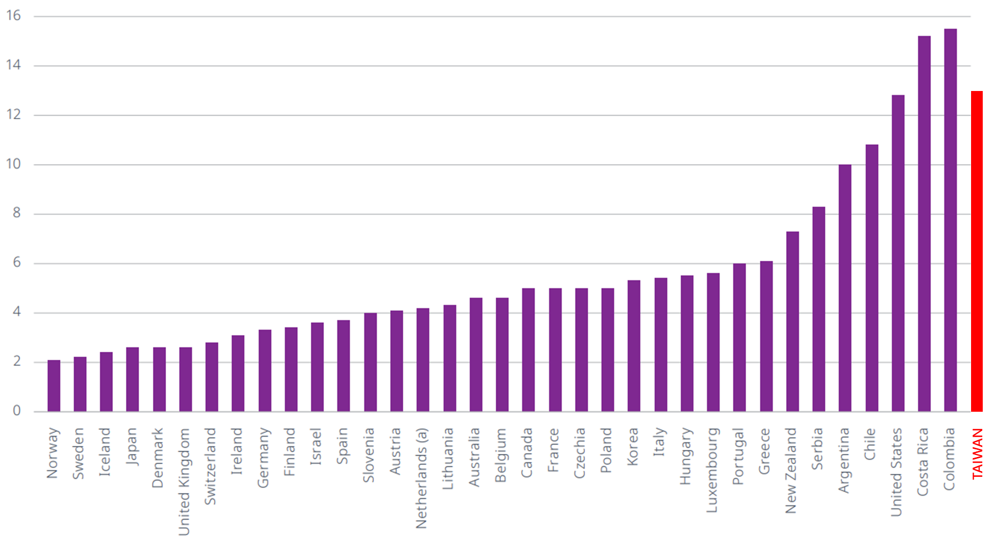 16
14
12
10
8
6
4
2
0
Norway
Sweden
Iceland
Japan
Denmark
United Kingdom
Switzerland
Ireland
Germany
Finland
Israel
Spain
Slovenia
Austria
Netherlands (a)
Lithuania
Australia
Belgium
Canada
France
Czechia
Poland
Korea
Italy
Hungary
Luxembourg
Portugal
Greece
New Zealand
Serbia
Argentina
Chile
United States
Costa Rica
Colombia
TAIWAN